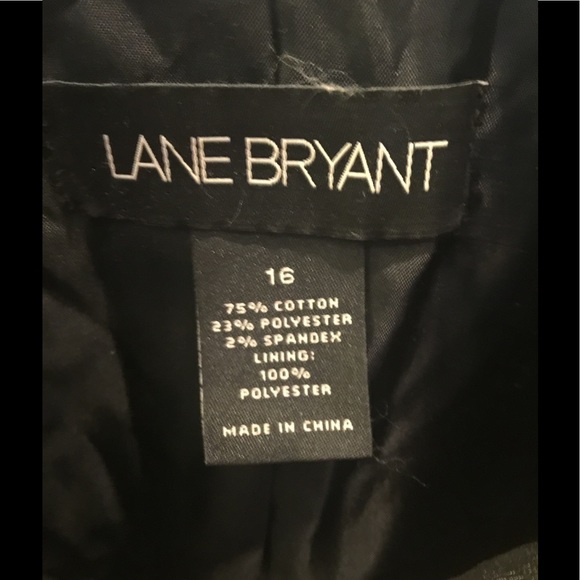 LANE BRYANT
16
75% COTTON
23% POLYESTER
2% SPANDEX
LINING:
100%
POLYESTER
MADE IN CHINA